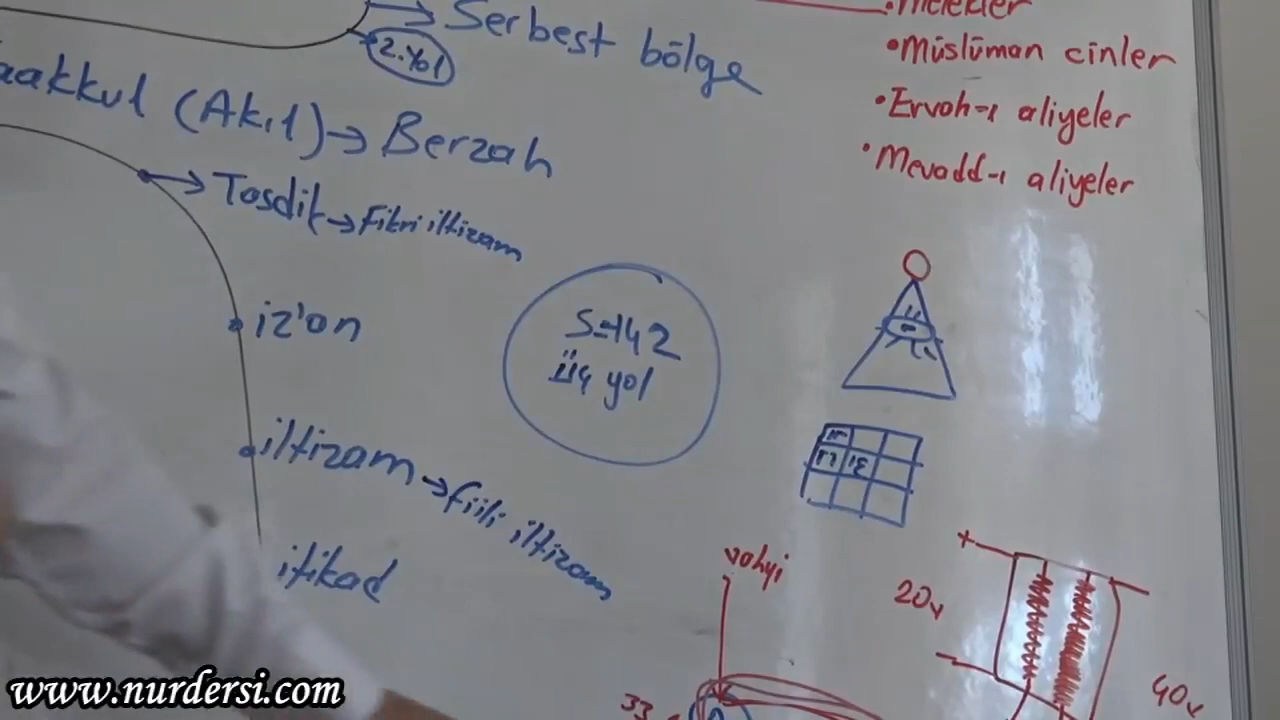 Serbest bölge
2.yol
aakkul (Akıl) → Berzah
Tasdik → Fikri iltizam
iz'an
iltizam → fiili iltizam
itikad
S-142
üç yol
• Melekler
• Müslüman cinler
• Ervah-ı aliyeler
• Mevadd-ı aliyeler
vahyi
33
+
20v
40v
www.nurdersi.com